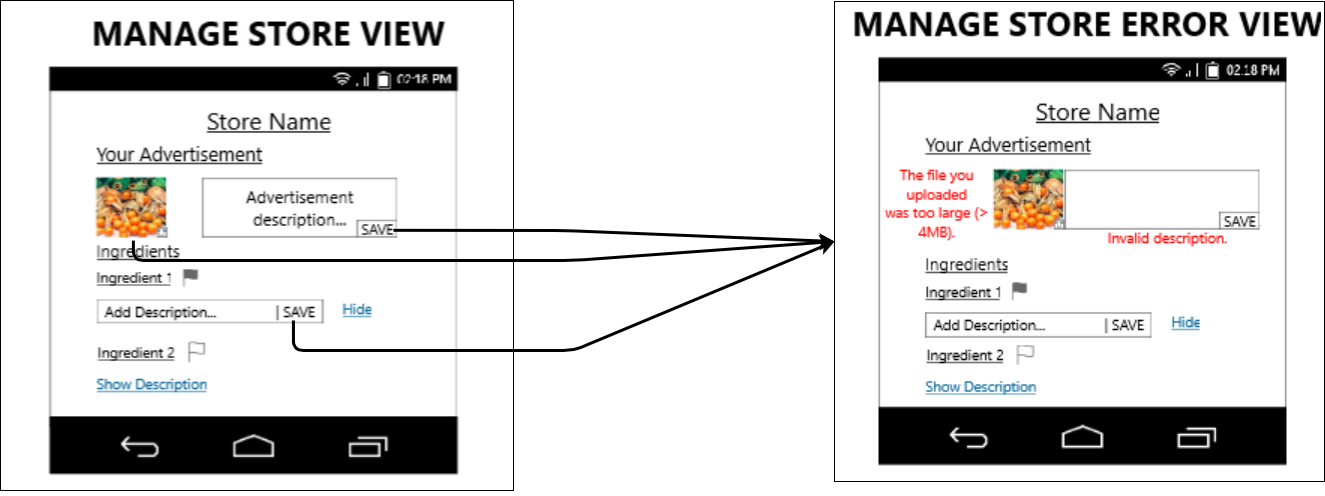 MANAGE STORE VIEW
02:18 PM
Store Name
Your Advertisement
Advertisement
description...
SAVE
Ingredients
Ingredient 1
Add Description...
| SAVE
Hide
Ingredient 2
Show Description
MANAGE STORE ERROR VIEW
02.18 PM
Store Name
Your Advertisement
The file you
uploaded
was too large (>
4MB).
SAVE
Invalid description.
Ingredients
Ingredient 1
Add Description...
| SAVE
Hide
Ingredient 2
Show Description